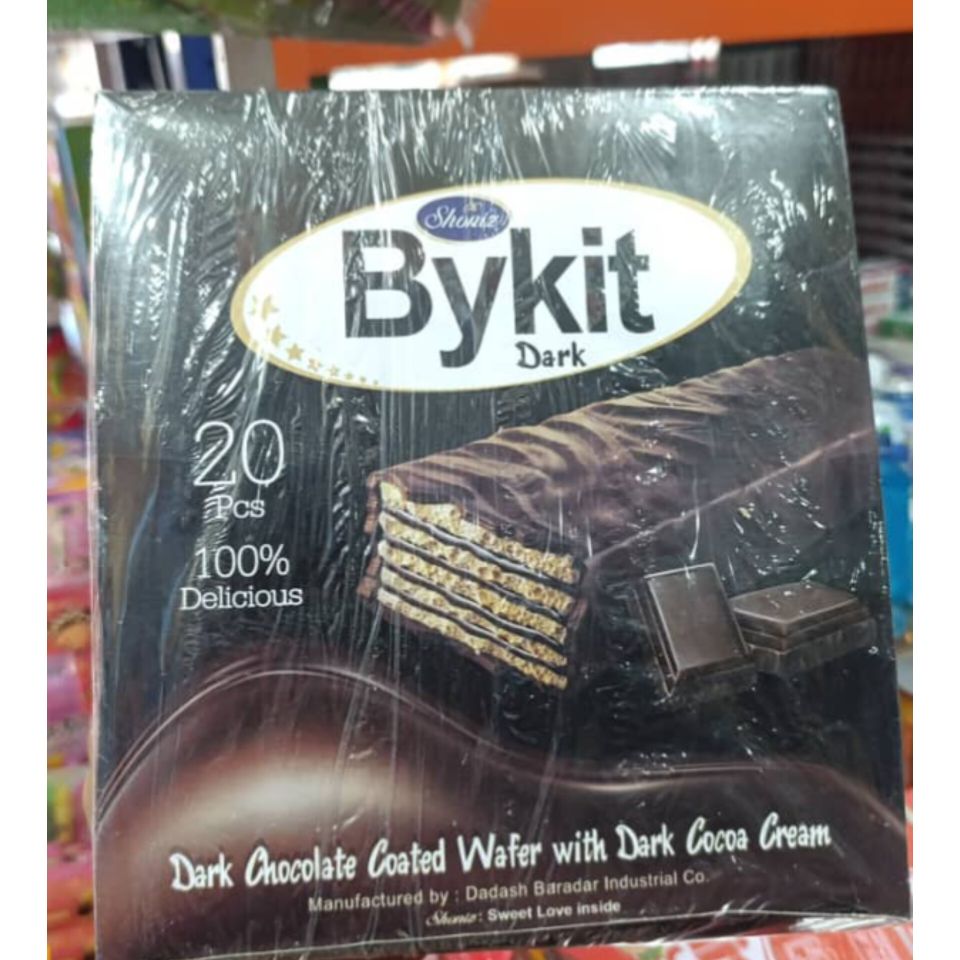 Shoniz
Bykit
Dark
20
Pcs
100%
Delicious
Dark Chocolate Coated Wafer with Dark Cocoa Cream
Manufactured by : Dadash Baradar Industrial Co.
Shoniz : Sweet Love inside